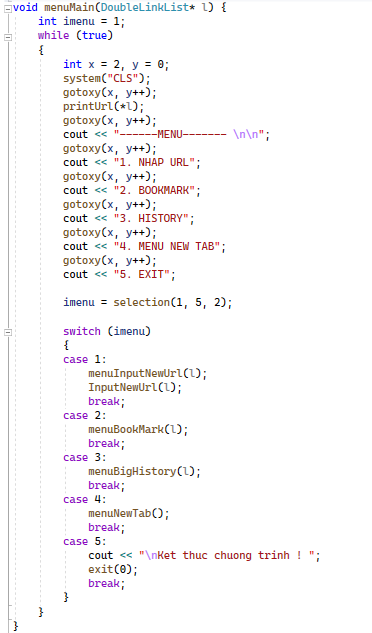 void menuMain(DoubleLinkList* l) {
    int imenu = 1;
    while (true)
    {
        int x = 2, y = 0;
        system("CLS");
        gotoxy(x, y++);
        printUrl(*l);
        gotoxy(x, y++);
        cout << "------MENU------- \n\n";
        gotoxy(x, y++);
        cout << "1. NHAP URL";
        gotoxy(x, y++);
        cout << "2. BOOKMARK";
        gotoxy(x, y++);
        cout << "3. HISTORY";
        gotoxy(x, y++);
        cout << "4. MENU NEW TAB";
        gotoxy(x, y++);
        cout << "5. EXIT";

        imenu = selection(1, 5, 2);

        switch (imenu)
        {
        case 1:
            menuInputNewUrl(l);
            InputNewUrl(l);
            break;
        case 2:
            menuBookMark(l);
            break;
        case 3:
            menuBigHistory(l);
            break;
        case 4:
            menuNewTab();
            break;
        case 5:
            cout << "\nKet thuc chuong trinh ! ";
            exit(0);
            break;
        }
    }
}